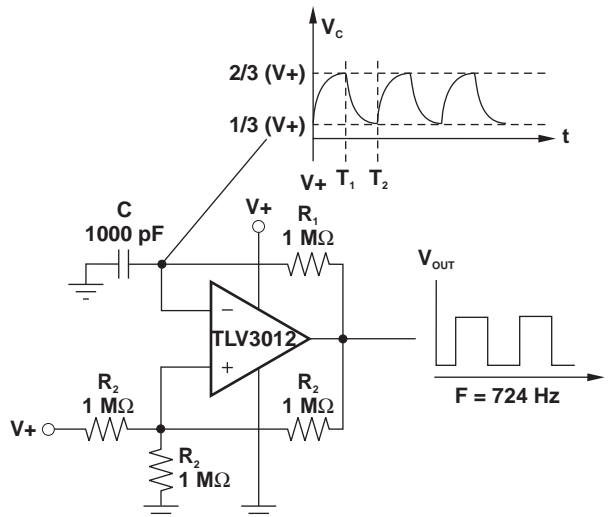 V_C
2/3 (V+)
1/3 (V+)
t
V+
T_1
T_2
C
1000 pF
V+
R_1
1 MΩ
V_OUT
−
TLV3012
+
R_2
1 MΩ
R_2
1 MΩ
F = 724 Hz
V+
R_2
1 MΩ